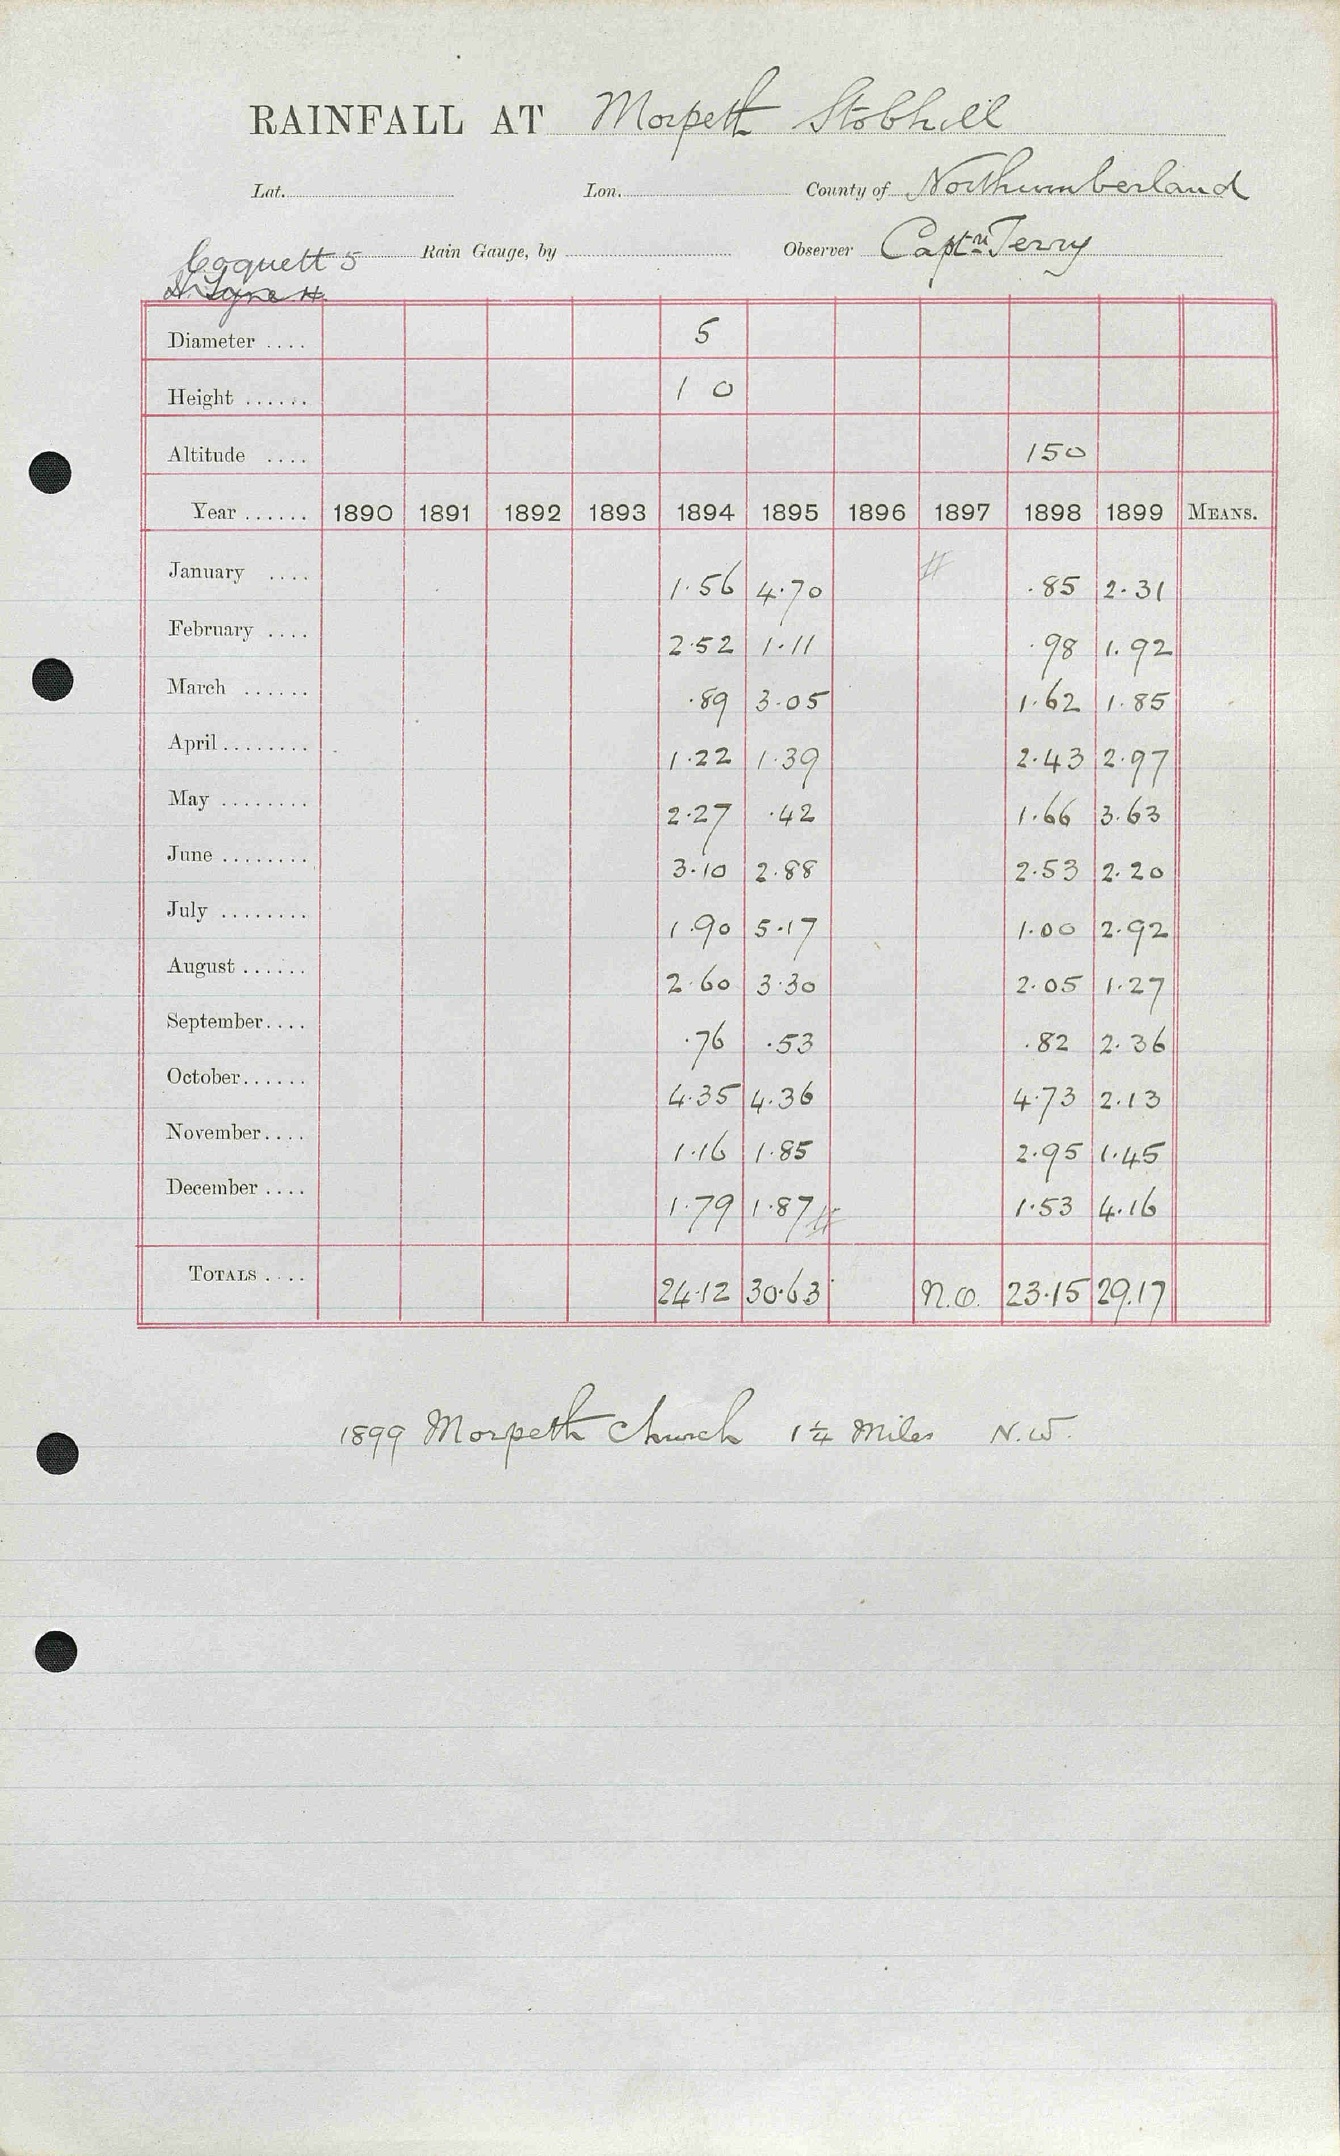 RAINFALL AT Morpeth Stobhill
Lat. Lon. County of Northumberland
Coquett 5 Rain Gauge, by Observer Captn Terry
Diameter .... 5
Height ...... 1 0
Altitude .... 150
Year ...... 1890 1891 1892 1893 1894 1895 1896 1897 1898 1899 MEANS.
January .... 1.56 4.70 # .85 2.31
February .... 2.52 1.11 .98 1.92
March ...... .89 3.05 1.62 1.85
April ........ 1.22 1.39 2.43 2.97
May ........ 2.27 .42 1.66 3.63
June ........ 3.10 2.88 2.53 2.20
July ........ 1.90 5.17 1.00 2.92
August ...... 2.60 3.30 2.05 1.27
September.... .76 .53 .82 2.36
October...... 4.35 4.36 4.73 2.13
November.... 1.16 1.85 2.95 1.45
December .... 1.79 1.87 # 1.53 4.16
TOTALS .... 24.12 30.63 N.O. 23.15 29.17
1899 Morpeth Church 1¼ Miles N.W.